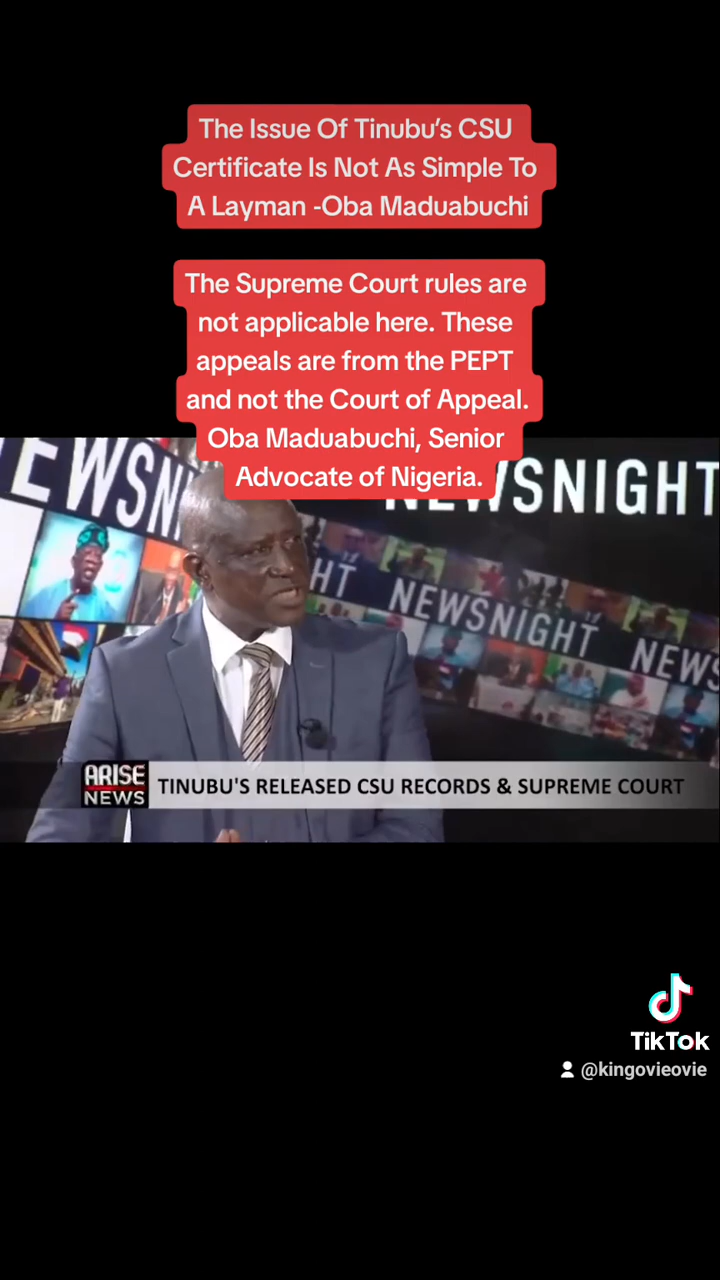 The Issue Of Tinubu’s CSU
Certificate Is Not As Simple To
A Layman -Oba Maduabuchi
The Supreme Court rules are
not applicable here. These
appeals are from the PEPT
and not the Court of Appeal.
Oba Maduabuchi, Senior
Advocate of Nigeria.
NEWSNIGHT
NEWSNIGHT
ARISE
NEWS
TINUBU'S RELEASED CSU RECORDS & SUPREME COURT
TikTok
@kingovieovie